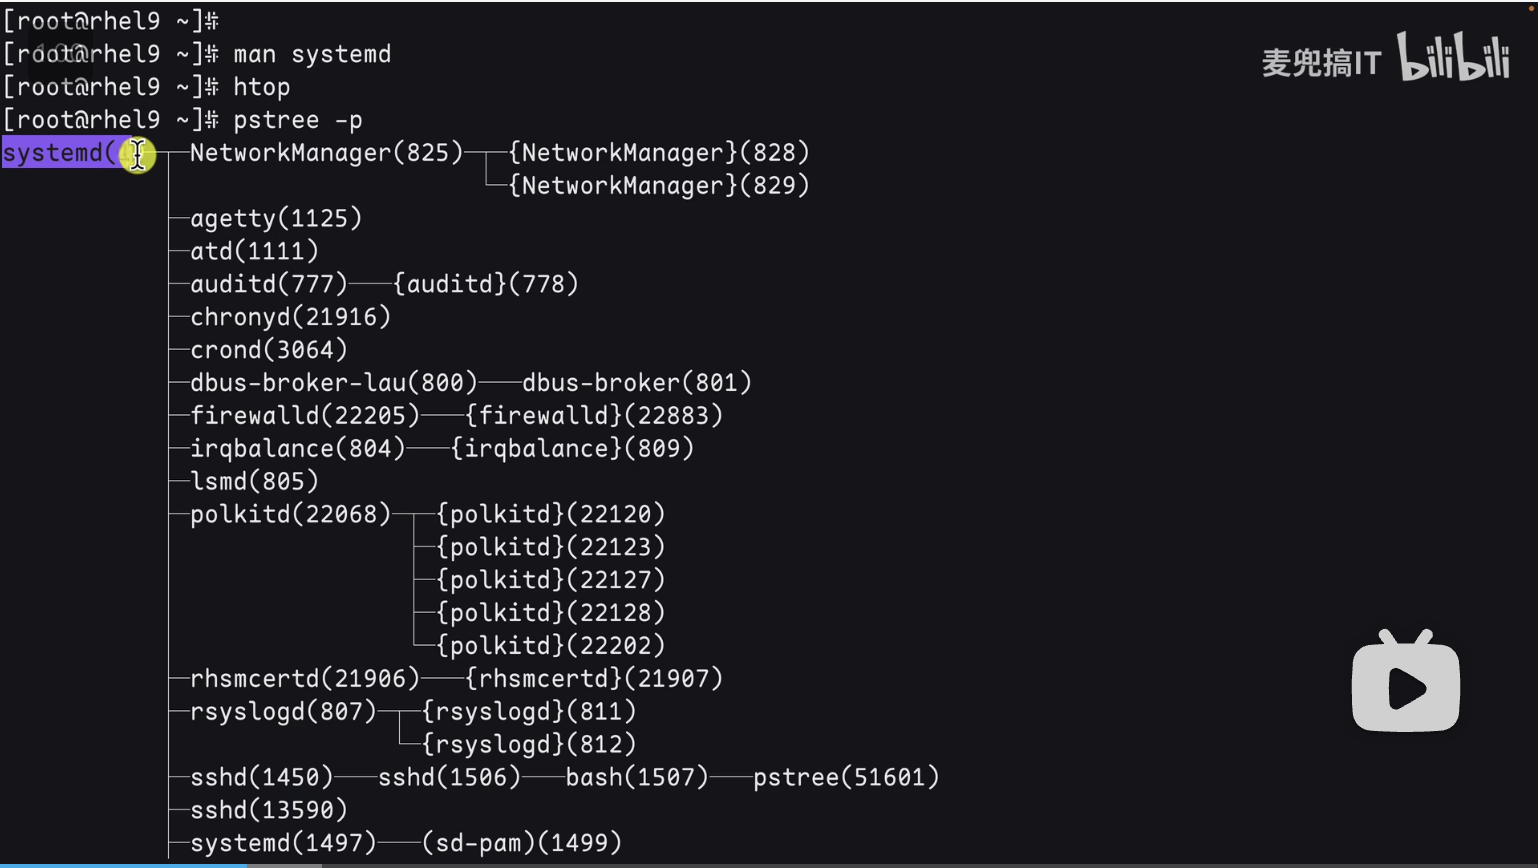 [root@rhel9 ~]#
[root@rhel9 ~]# man systemd
[root@rhel9 ~]# htop
[root@rhel9 ~]# pstree -p
systemd(─┬─NetworkManager(825)─┬─{NetworkManager}(828)
└─{NetworkManager}(829)
├─agetty(1125)
├─atd(1111)
├─auditd(777)───{auditd}(778)
├─chronyd(21916)
├─crond(3064)
├─dbus-broker-lau(800)───dbus-broker(801)
├─firewalld(22205)───{firewalld}(22883)
├─irqbalance(804)───{irqbalance}(809)
├─lsmd(805)
├─polkitd(22068)─┬─{polkitd}(22120)
├─{polkitd}(22123)
├─{polkitd}(22127)
├─{polkitd}(22128)
└─{polkitd}(22202)
├─rhsmcertd(21906)───{rhsmcertd}(21907)
├─rsyslogd(807)─┬─{rsyslogd}(811)
└─{rsyslogd}(812)
├─sshd(1450)───sshd(1506)───bash(1507)───pstree(51601)
├─sshd(13590)
├─systemd(1497)───(sd-pam)(1499)
麦兜搞IT bilibili